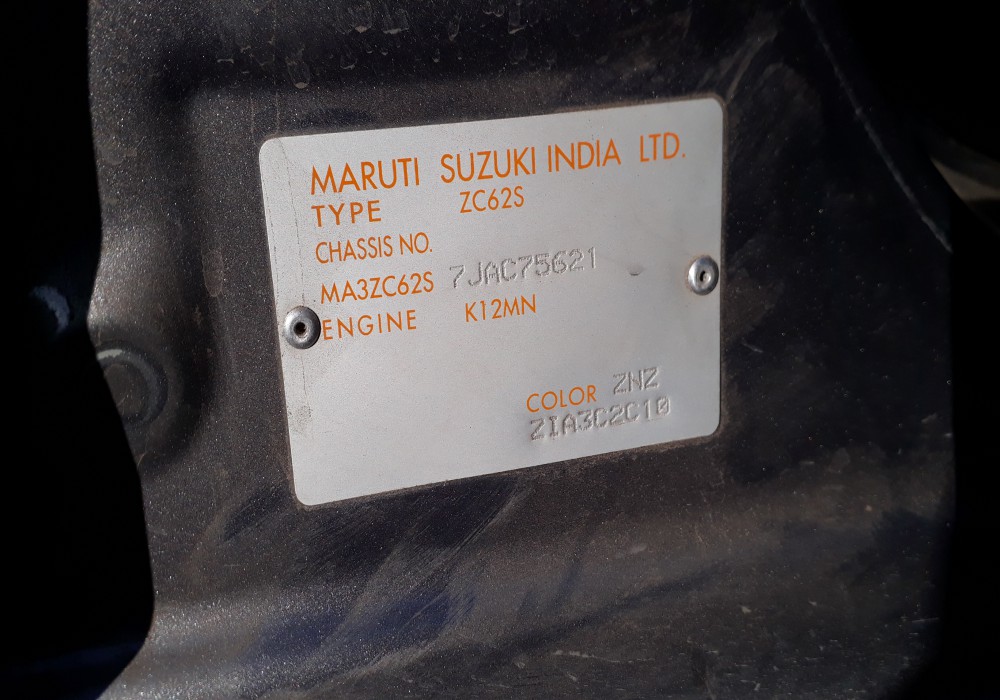 MARUTI SUZUKI INDIA LTD.
TYPE ZC62S
CHASSIS NO.
MA3ZC62S 7JAC75621
ENGINE K12MN
COLOR ZNZ
ZIA3C2C10